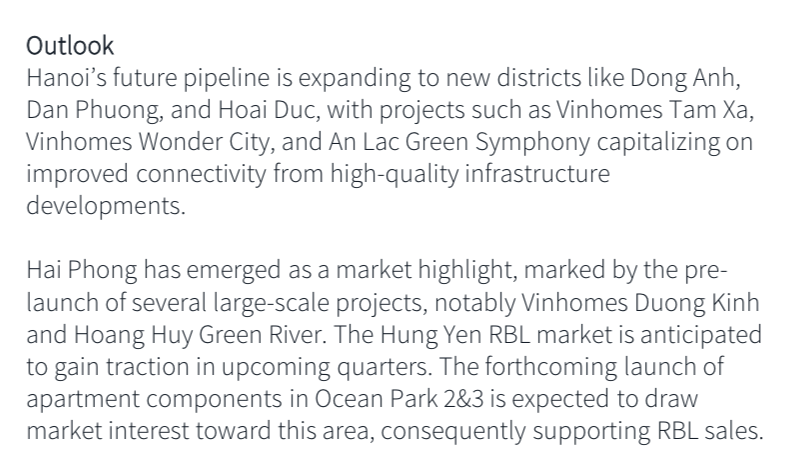 Outlook
Hanoi’s future pipeline is expanding to new districts like Dong Anh,
Dan Phuong, and Hoai Duc, with projects such as Vinhomes Tam Xa,
Vinhomes Wonder City, and An Lac Green Symphony capitalizing on
improved connectivity from high-quality infrastructure
developments.
Hai Phong has emerged as a market highlight, marked by the pre-
launch of several large-scale projects, notably Vinhomes Duong Kinh
and Hoang Huy Green River. The Hung Yen RBL market is anticipated
to gain traction in upcoming quarters. The forthcoming launch of
apartment components in Ocean Park 2&3 is expected to draw
market interest toward this area, consequently supporting RBL sales.